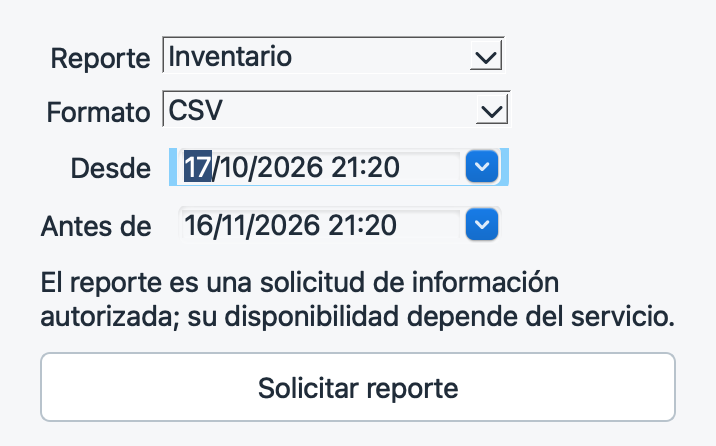 Reporte Inventario
Formato CSV
Desde 17/10/2026 21:20
Antes de 16/11/2026 21:20
El reporte es una solicitud de información
autorizada; su disponibilidad depende del servicio.
Solicitar reporte